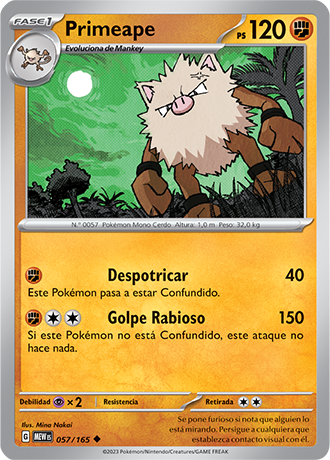 FASE 1 Primeape PS 120
Evoluciona de Mankey
N.º 0057 Pokémon Mono Cerdo Altura: 1,0 m Peso: 32,0 kg
Despotricar 40
Este Pokémon pasa a estar Confundido.
Golpe Rabioso 150
Si este Pokémon no está Confundido, este ataque no
hace nada.
Debilidad ×2 Resistencia Retirada
Ilus. Mina Nakai
G MEW ES 057/165
Se pone furioso si nota que alguien lo
está mirando. Persigue a cualquiera que
establezca contacto visual con él.
©2023 Pokémon/Nintendo/Creatures/GAME FREAK